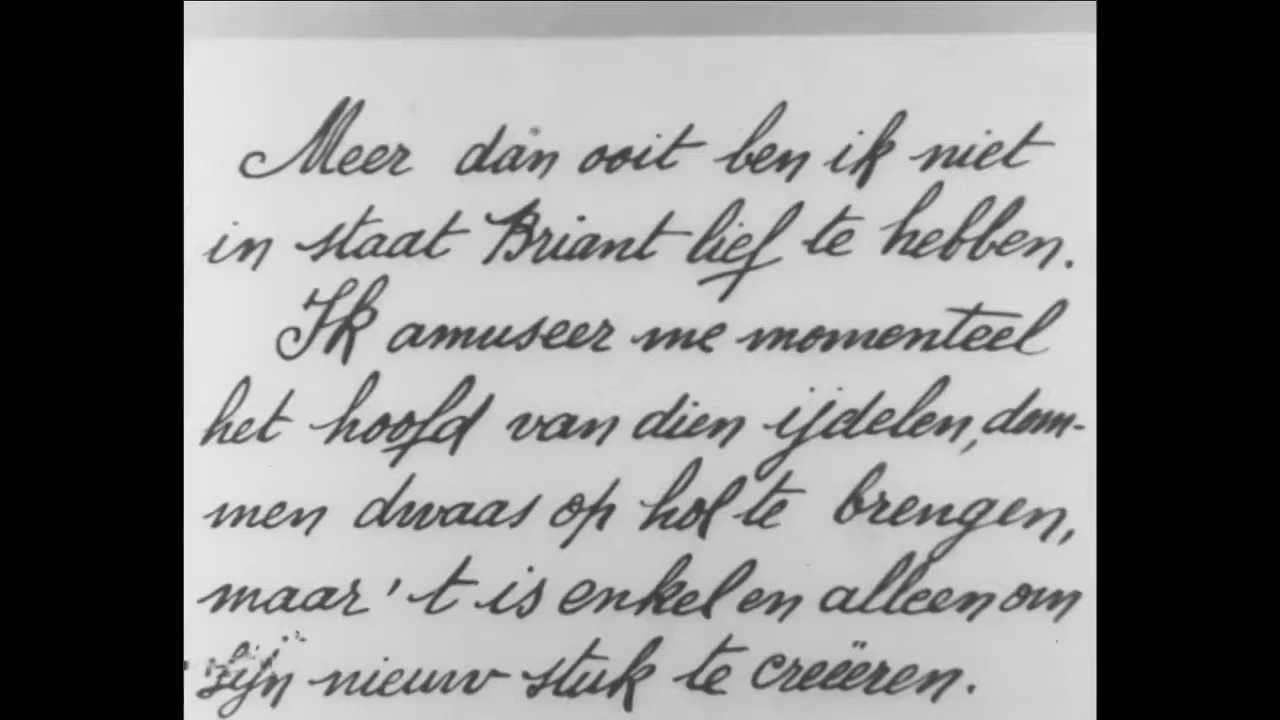 Meer dan ooit ben ik niet
in staat Briant lief te hebben.
Ik amuseer me momenteel
het hoofd van dien ijdelen, dom-
men dwaas op hol te brengen,
maar 't is enkel en alleen om
zijn nieuw stuk te creëeren.